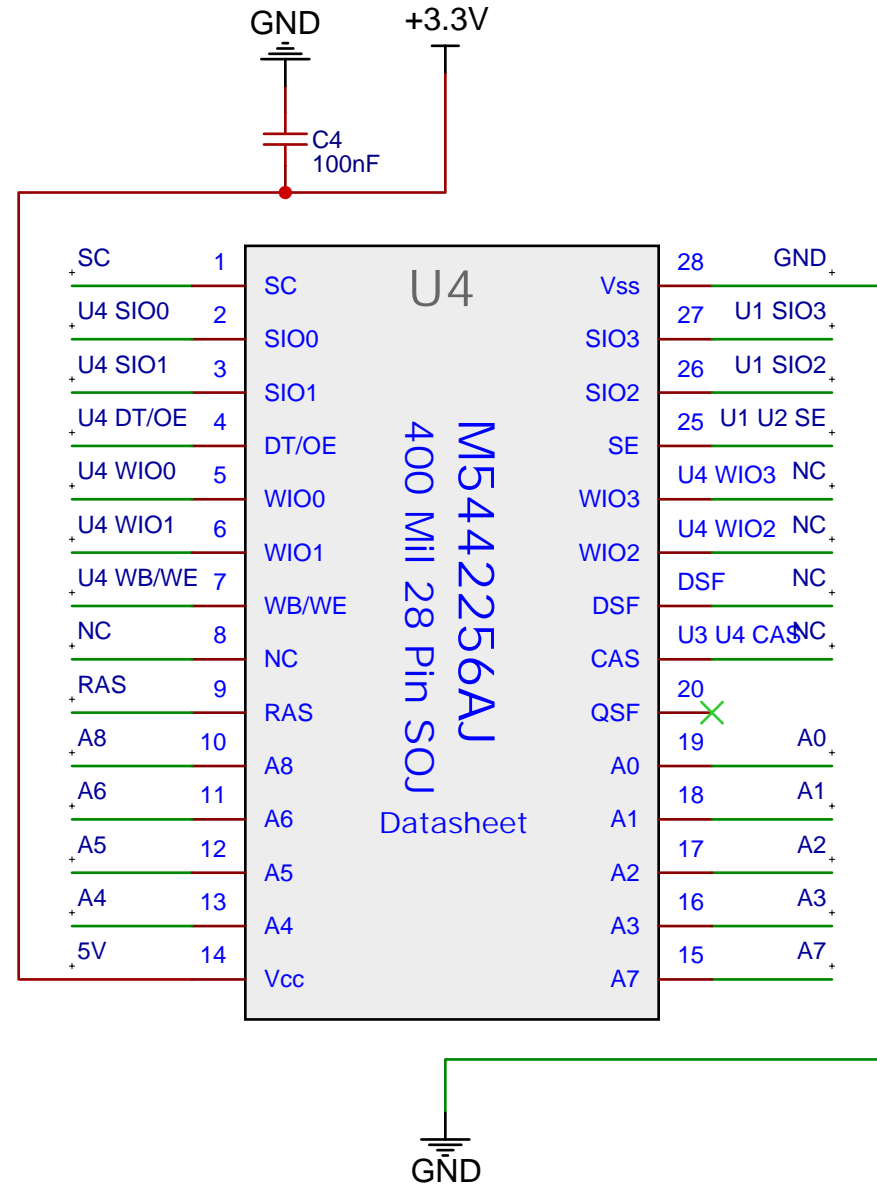 GND +3.3V
C4
100nF
SC 1 SC U4 Vss 28 GND
U4 SIO0 2 SIO0 SIO3 27 U1 SIO3
U4 SIO1 3 SIO1 SIO2 26 U1 SIO2
U4 DT/OE 4 DT/OE SE 25 U1 U2 SE
U4 WIO0 5 WIO0 WIO3 U4 WIO3 NC
U4 WIO1 6 WIO1 WIO2 U4 WIO2 NC
U4 WB/WE 7 WB/WE DSF DSF NC
NC 8 NC CAS U3 U4 CAS NC
RAS 9 RAS QSF 20
A8 10 A8 A0 19 A0
A6 11 A6 A1 18 A1
A5 12 A5 A2 17 A2
A4 13 A4 A3 16 A3
5V 14 Vcc A7 15 A7
M5442256AJ
400 Mil 28 Pin SOJ
Datasheet
GND